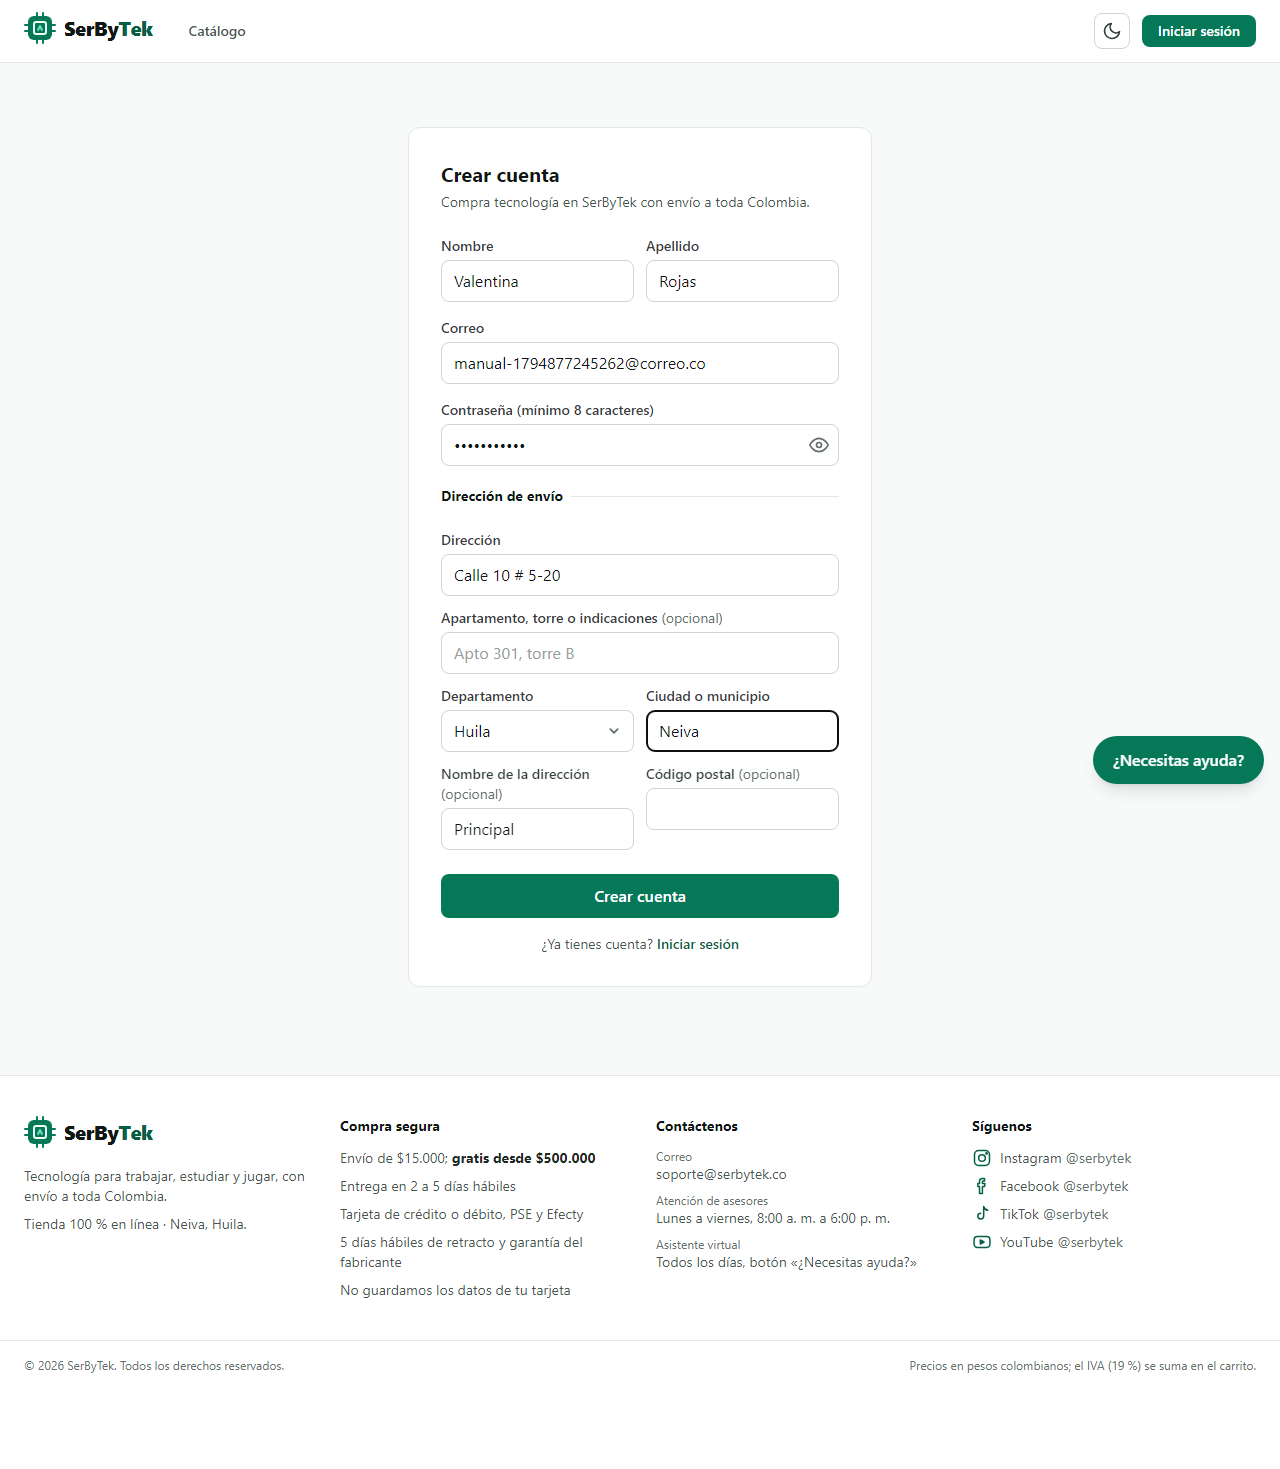 SerByTek
Catálogo
Iniciar sesión
Crear cuenta
Compra tecnología en SerByTek con envío a toda Colombia.
Nombre
Apellido
Valentina
Rojas
Correo
manual-1794877245262@correo.co
Contraseña (mínimo 8 caracteres)
•••••••••••
Dirección de envío
Dirección
Calle 10 # 5-20
Apartamento, torre o indicaciones (opcional)
Apto 301, torre B
Departamento
Ciudad o municipio
Huila
Neiva
Nombre de la dirección
(opcional)
Código postal (opcional)
Principal
Crear cuenta
¿Ya tienes cuenta? Iniciar sesión
¿Necesitas ayuda?
SerByTek
Tecnología para trabajar, estudiar y jugar, con
envío a toda Colombia.
Tienda 100 % en línea · Neiva, Huila.
Compra segura
Envío de $15.000; gratis desde $500.000
Entrega en 2 a 5 días hábiles
Tarjeta de crédito o débito, PSE y Efecty
5 días hábiles de retracto y garantía del
fabricante
No guardamos los datos de tu tarjeta
Contáctenos
Correo
soporte@serbytek.co
Atención de asesores
Lunes a viernes, 8:00 a. m. a 6:00 p. m.
Asistente virtual
Todos los días, botón «¿Necesitas ayuda?»
Síguenos
Instagram @serbytek
Facebook @serbytek
TikTok @serbytek
YouTube @serbytek
© 2026 SerByTek. Todos los derechos reservados.
Precios en pesos colombianos; el IVA (19 %) se suma en el carrito.